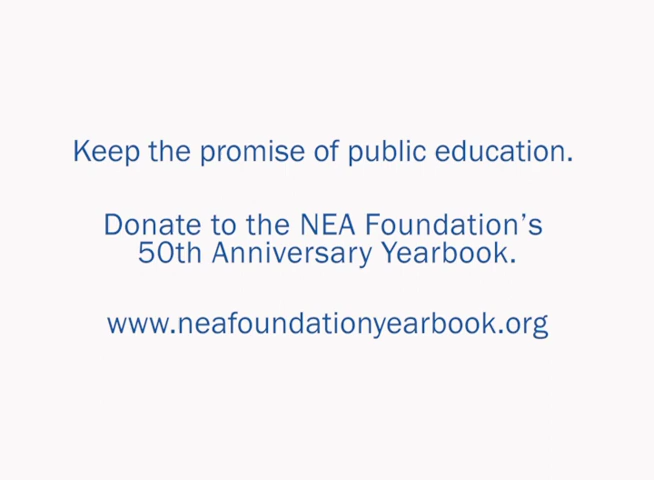 Keep the promise of public education.
Donate to the NEA Foundation’s
50th Anniversary Yearbook.
www.neafoundationyearbook.org